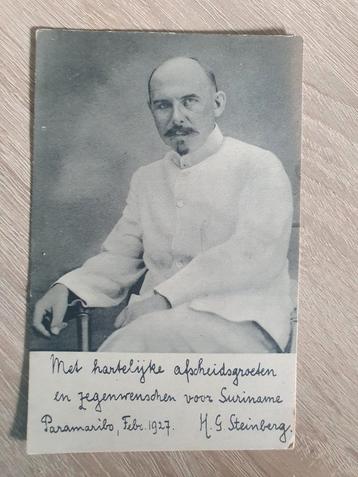 Met hartelijke afscheidsgroeten
en zegenwenschen voor Suriname
Paramaribo, Febr. 1927. H. G. Steinberg.